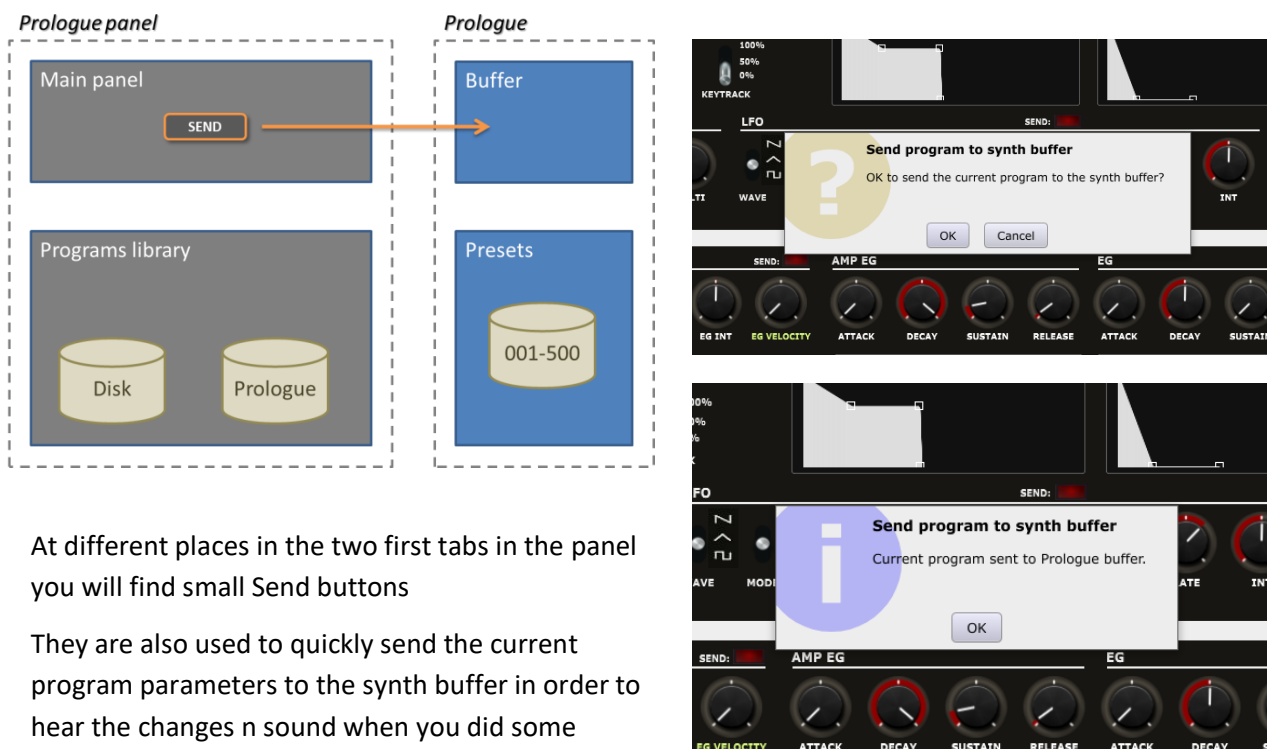 Prologue panel
Prologue
Main panel
SEND
Buffer
Programs library
Disk
Prologue
Presets
001-500
At different places in the two first tabs in the panel
you will find small Send buttons
They are also used to quickly send the current
program parameters to the synth buffer in order to
hear the changes n sound when you did some
100%
50%
0%
KEYTRACK
LFO
SEND:
Send program to synth buffer
OK to send the current program to the synth buffer?
OK
Cancel
WAVE
INT
SEND:
AMP EG
EG
EG INT
EG VELOCITY
ATTACK
DECAY
SUSTAIN
RELEASE
ATTACK
DECAY
SUSTAIN
SEND:
Send program to synth buffer
Current program sent to Prologue buffer.
OK
SEND:
AMP EG
EG
EG VELOCITY
ATTACK
DECAY
SUSTAIN
RELEASE
ATTACK
DECAY